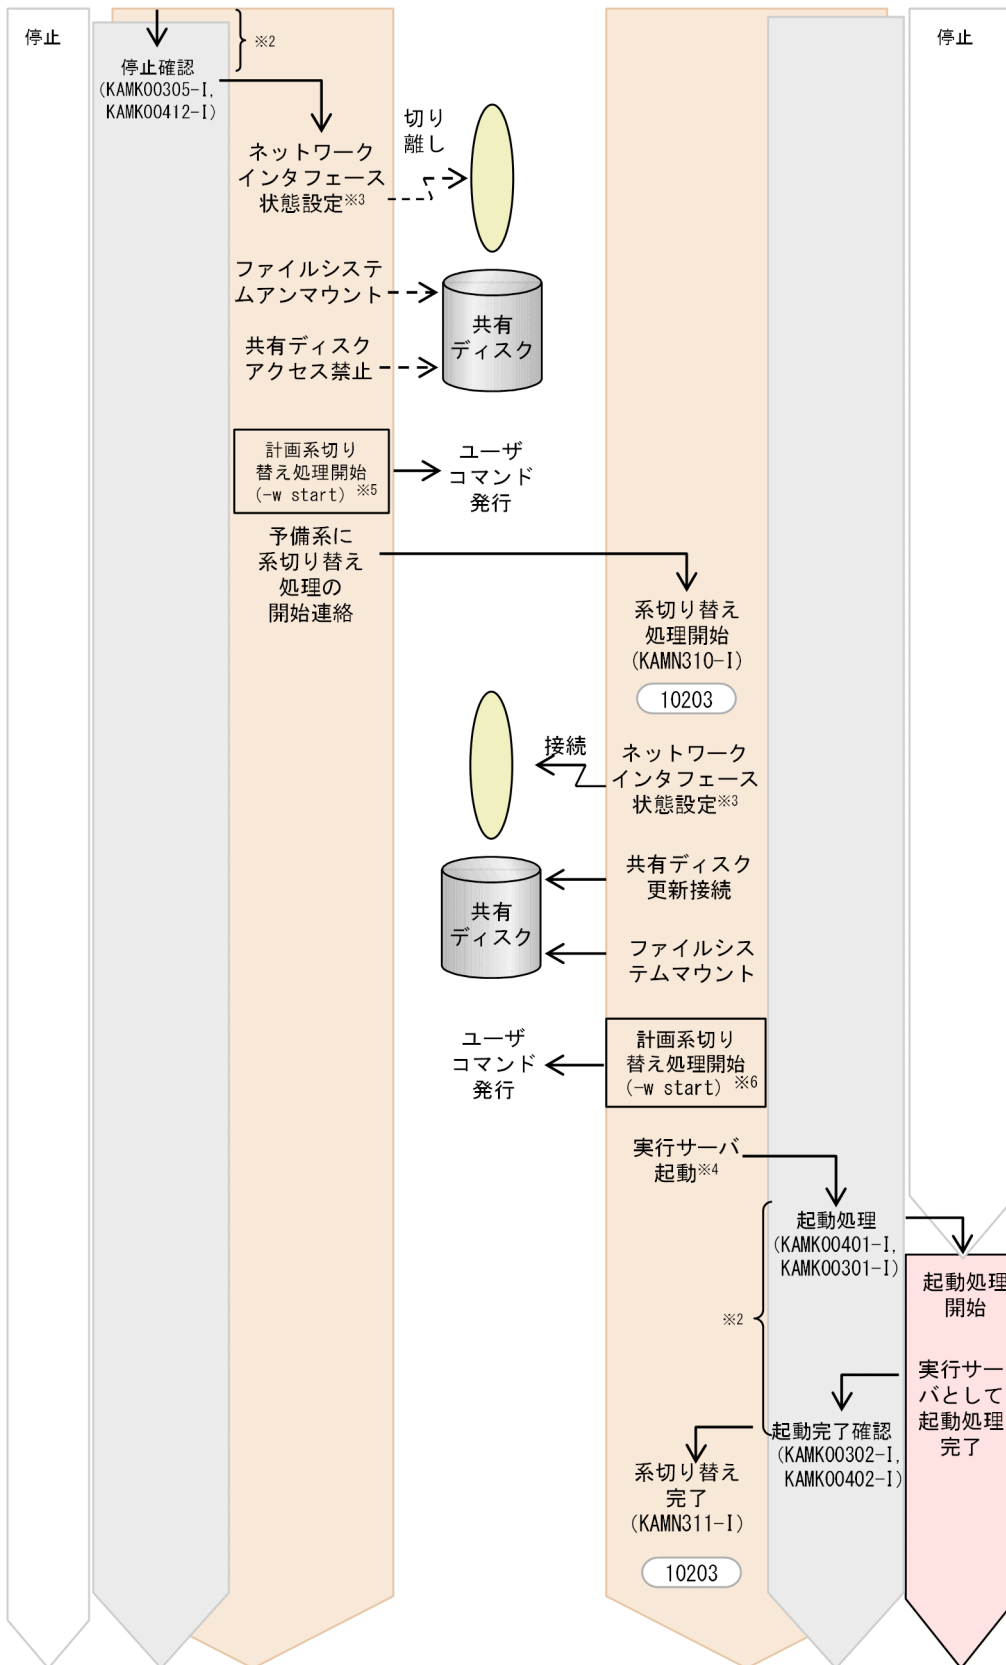 停止
※2
停止
停止確認
(KAMK00305-I,
KAMK00412-I)
切り
離し
ネットワーク
インタフェース
状態設定※3
ファイルシステ
ムアンマウント
共有
ディスク
共有ディスク
アクセス禁止
計画系切り
替え処理開始
(-w start) ※5
ユーザ
コマンド
発行
予備系に
系切り替え
処理の
開始連絡
系切り替え
処理開始
(KAMN310-I)
10203
接続
ネットワーク
インタフェース
状態設定※3
共有ディスク
更新接続
共有
ディスク
ファイルシス
テムマウント
ユーザ
コマンド
発行
計画系切り
替え処理開始
(-w start) ※6
実行サーバ
起動※4
起動処理
(KAMK00401-I,
KAMK00301-I)
起動処理
開始
※2
実行サー
バとして
起動処理
完了
起動完了確認
(KAMK00302-I,
KAMK00402-I)
系切り替え
完了
(KAMN311-I)
10203